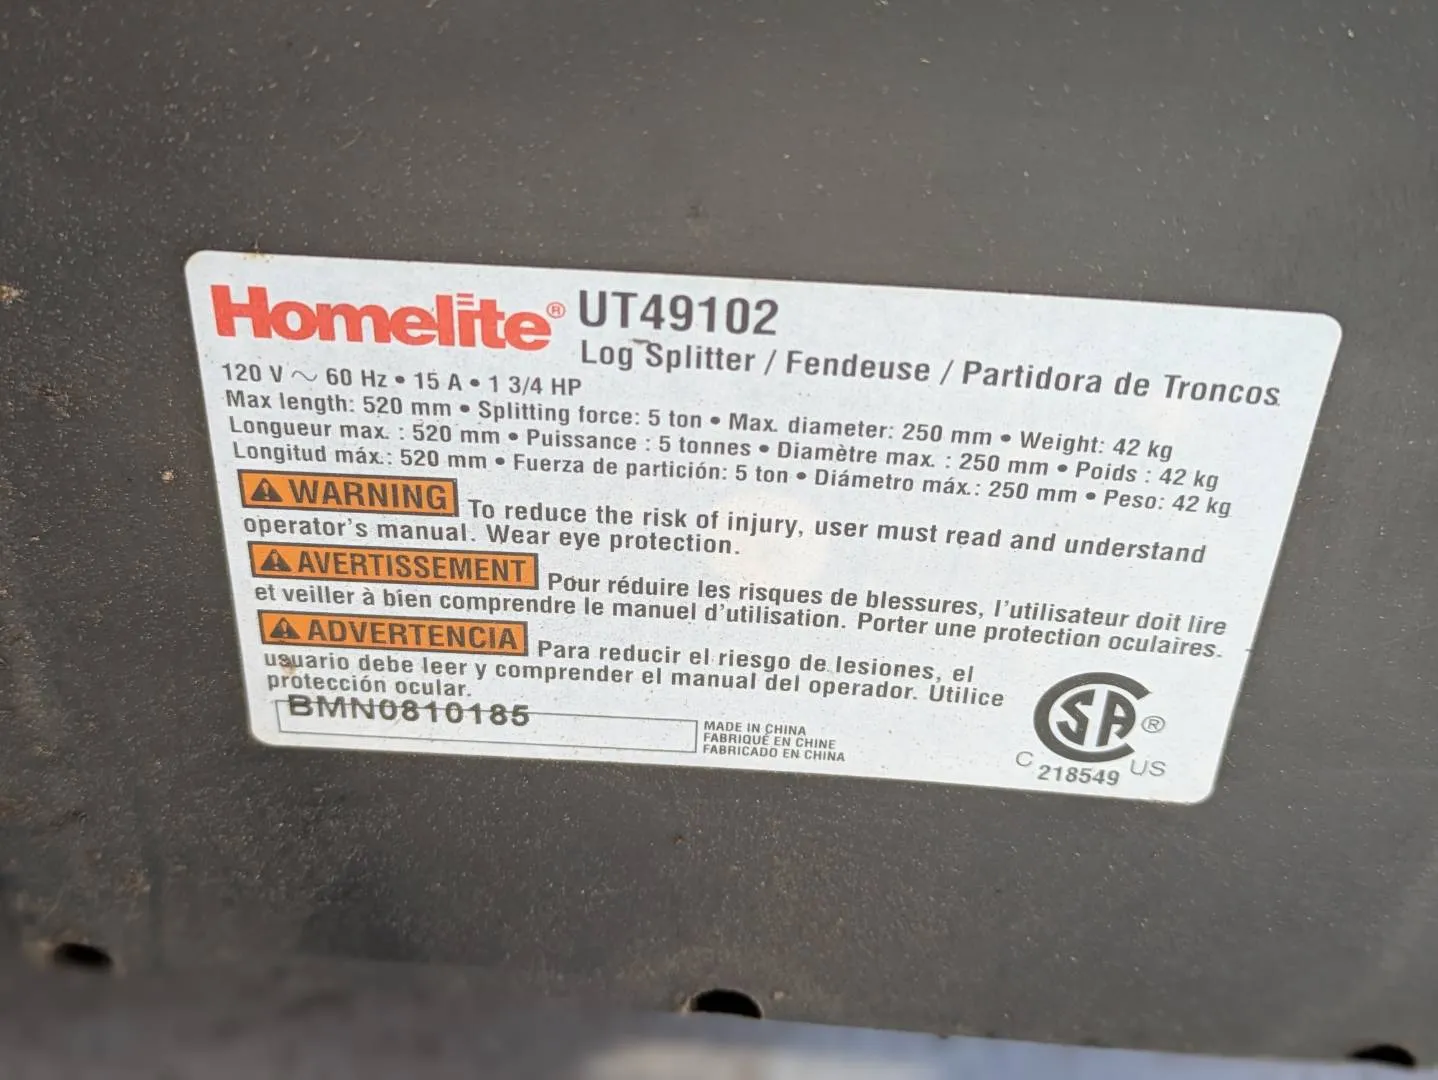 Homelite® UT49102
Log Splitter / Fendeuse / Partidora de Troncos
120 V ~ 60 Hz • 15 A • 1 3/4 HP
Max length: 520 mm • Splitting force: 5 ton • Max. diameter: 250 mm • Weight: 42 kg
Longueur max. : 520 mm • Puissance : 5 tonnes • Diamètre max. : 250 mm • Poids : 42 kg
Longitud máx.: 520 mm • Fuerza de partición: 5 ton • Diámetro máx.: 250 mm • Peso: 42 kg
⚠ WARNING To reduce the risk of injury, user must read and understand
operator's manual. Wear eye protection.
⚠ AVERTISSEMENT Pour réduire les risques de blessures, l'utilisateur doit lire
et veiller à bien comprendre le manuel d'utilisation. Porter une protection oculaires.
⚠ ADVERTENCIA Para reducir el riesgo de lesiones, el
usuario debe leer y comprender el manual del operador. Utilice
protección ocular.
BMN0810185
MADE IN CHINA
FABRIQUÉ EN CHINE
FABRICADO EN CHINA
CSA®
C US
218549